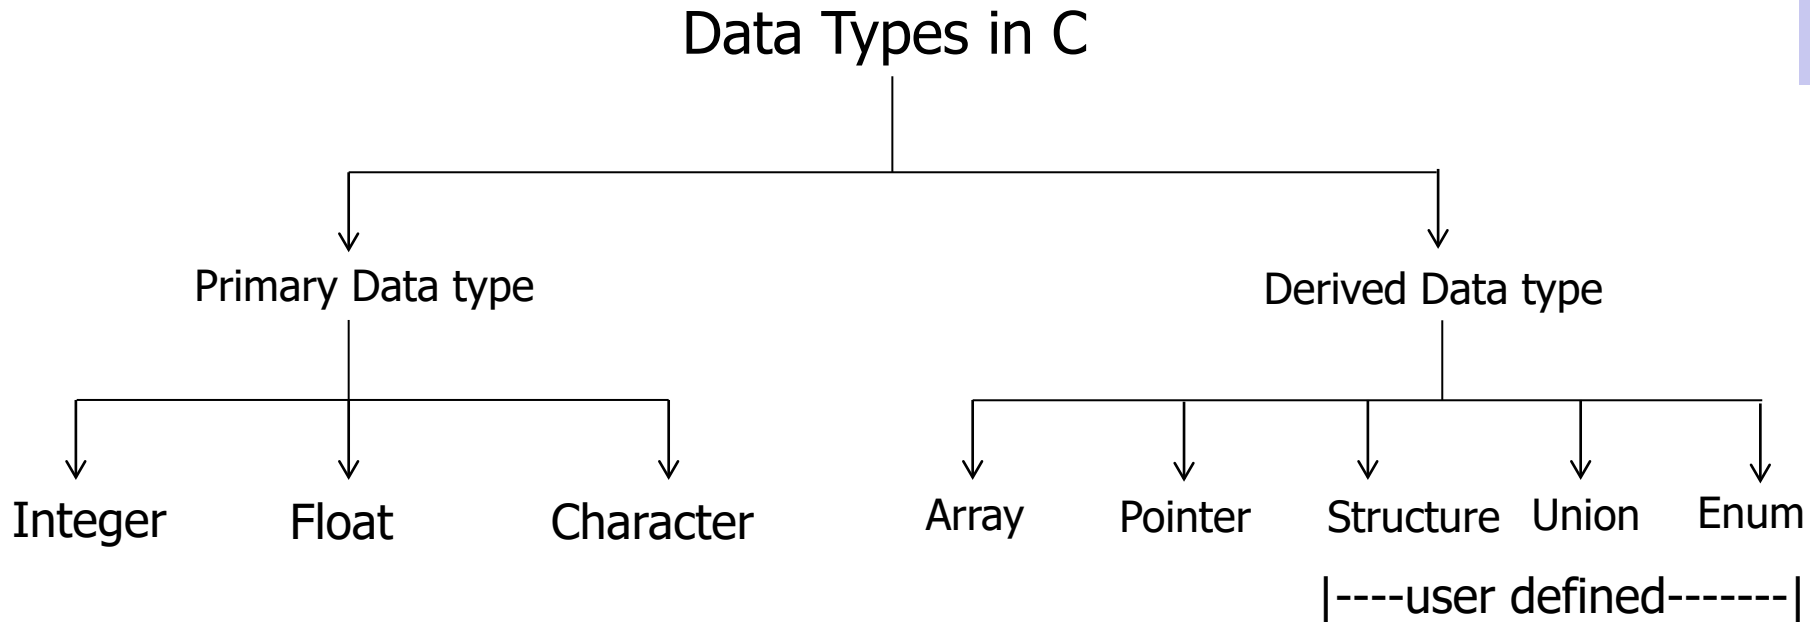 Data Types in C
Primary Data type
Derived Data type
Integer
Float
Character
Array
Pointer
Structure
Union
Enum
|----user defined-------|